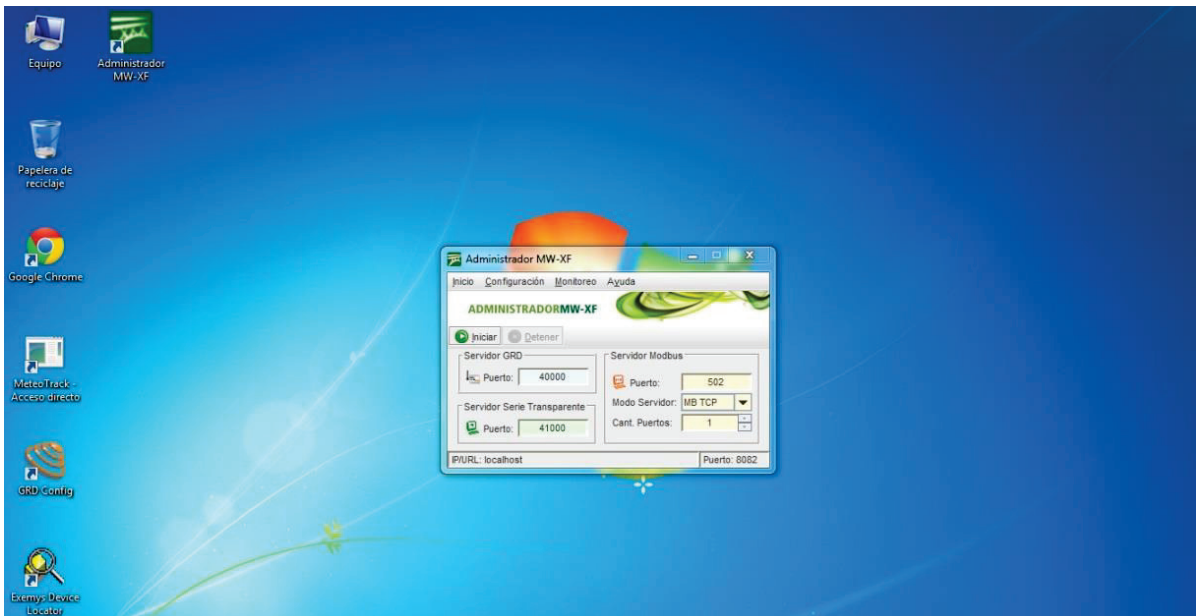 Equipo
Administrador MW-XF
Papelera de reciclaje
Google Chrome
MeteoTrack - Acceso directo
GRD Config
Exemys Device Locator
Administrador MW-XF
Inicio Configuración Monitoreo Ayuda
ADMINISTRADORMW-XF
Iniciar Detener
Servidor GRD
Puerto: 40000
Servidor Serie Transparente
Puerto: 41000
Servidor Modbus
Puerto: 502
Modo Servidor: MB TCP
Cant. Puertos: 1
IP/URL: localhost
Puerto: 8082